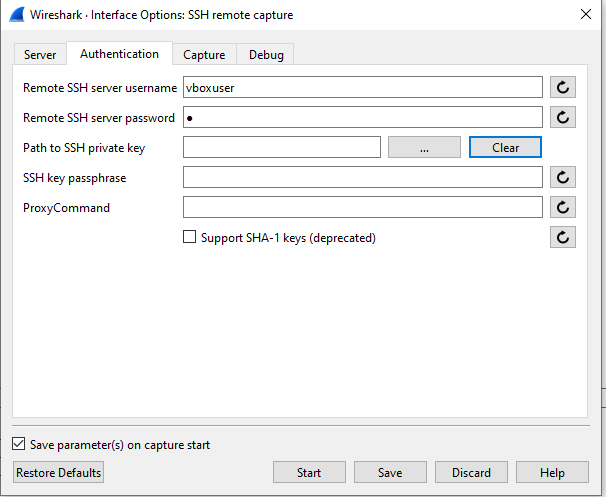 Wireshark · Interface Options: SSH remote capture
Server Authentication Capture Debug
Remote SSH server username vboxuser
Remote SSH server password ●
Path to SSH private key ... Clear
SSH key passphrase
ProxyCommand
Support SHA-1 keys (deprecated)
Save parameter(s) on capture start
Restore Defaults Start Save Discard Help